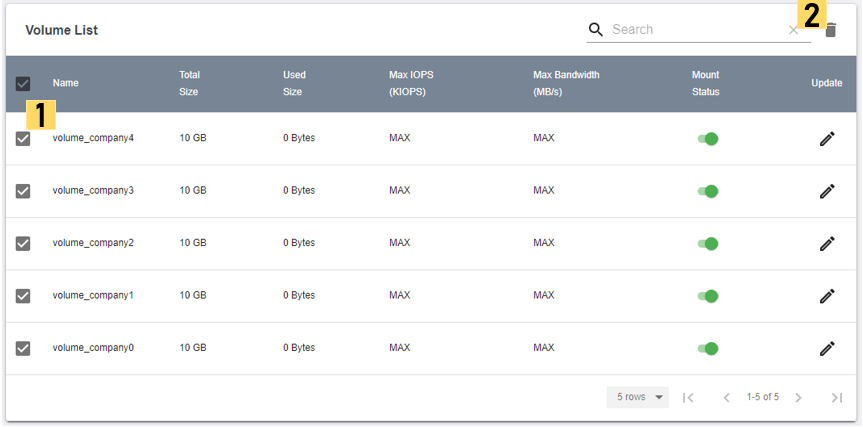 Volume List
Search
2
Name Total Size Used Size Max IOPS (KIOPS) Max Bandwidth (MB/s) Mount Status Update
1
volume_company4 10 GB 0 Bytes MAX MAX
volume_company3 10 GB 0 Bytes MAX MAX
volume_company2 10 GB 0 Bytes MAX MAX
volume_company1 10 GB 0 Bytes MAX MAX
volume_company0 10 GB 0 Bytes MAX MAX
5 rows 1-5 of 5